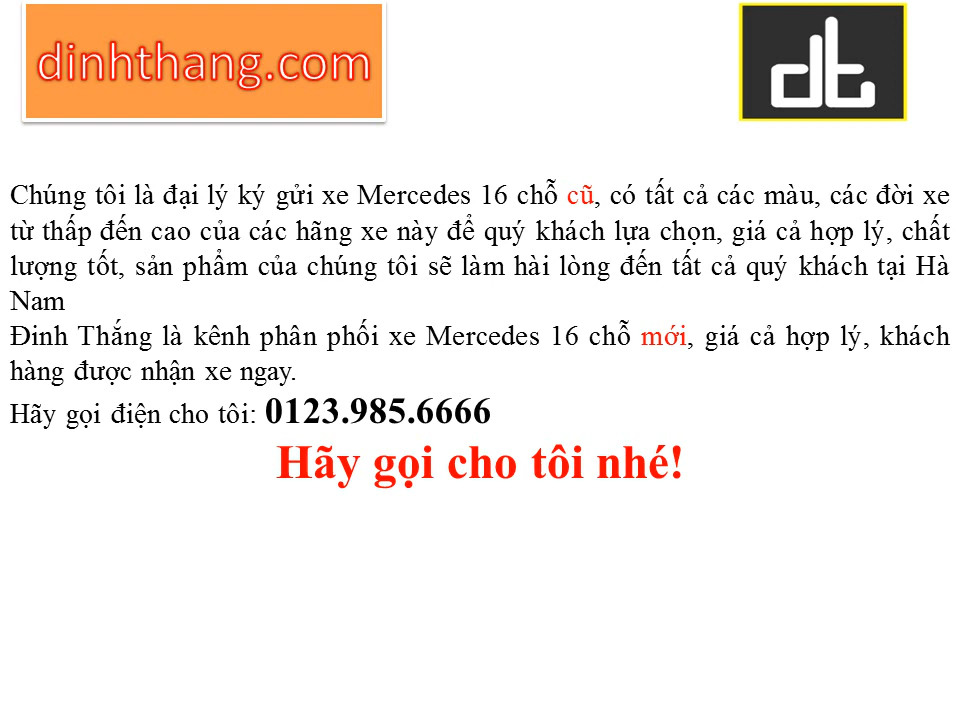 dinhthang.com
dt
Chúng tôi là đại lý ký gửi xe Mercedes 16 chỗ cũ, có tất cả các màu, các đời xe
từ thấp đến cao của các hãng xe này để quý khách lựa chọn, giá cả hợp lý, chất
lượng tốt, sản phẩm của chúng tôi sẽ làm hài lòng đến tất cả quý khách tại Hà
Nam
Đinh Thắng là kênh phân phối xe Mercedes 16 chỗ mới, giá cả hợp lý, khách
hàng được nhận xe ngay.
Hãy gọi điện cho tôi: 0123.985.6666
Hãy gọi cho tôi nhé!